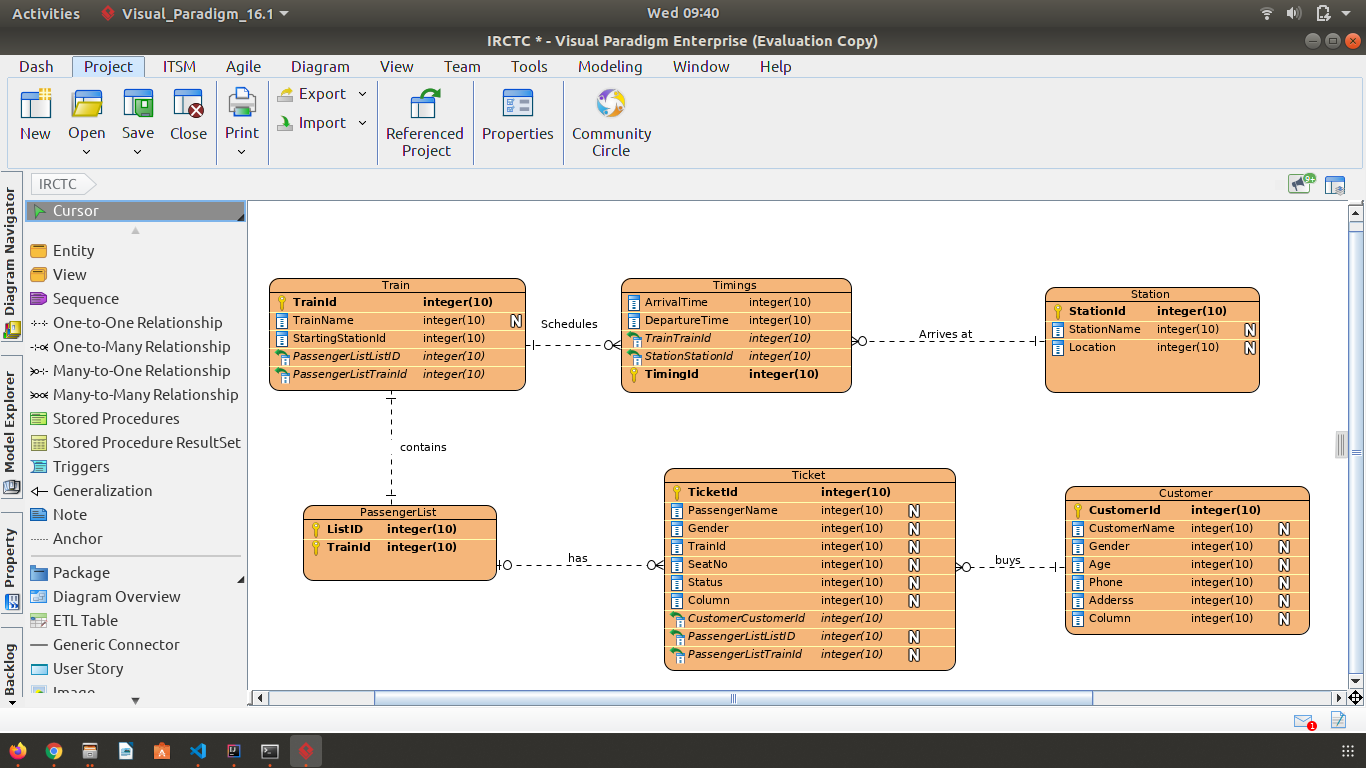 Activities Visual_Paradigm_16.1 Wed 09:40
IRCTC * - Visual Paradigm Enterprise (Evaluation Copy)
Dash Project ITSM Agile Diagram View Team Tools Modeling Window Help
New Open Save Close Print Export Import Referenced Project Properties Community Circle
IRCTC
9+
Diagram Navigator
Model Explorer
Property
Backlog
Cursor
Entity
View
Sequence
One-to-One Relationship
One-to-Many Relationship
Many-to-One Relationship
Many-to-Many Relationship
Stored Procedures
Stored Procedure ResultSet
Triggers
Generalization
Note
Anchor
Package
Diagram Overview
ETL Table
Generic Connector
User Story
Image
Train
TrainId integer(10)
TrainName integer(10) N
StartingStationId integer(10)
PassengerListListID integer(10)
PassengerListTrainId integer(10)
Schedules
Timings
ArrivalTime integer(10)
DepartureTime integer(10)
TrainTrainId integer(10)
StationStationId integer(10)
TimingId integer(10)
Arrives at
Station
StationId integer(10)
StationName integer(10) N
Location integer(10) N
contains
PassengerList
ListID integer(10)
TrainId integer(10)
has
Ticket
TicketId integer(10)
PassengerName integer(10) N
Gender integer(10) N
TrainId integer(10) N
SeatNo integer(10) N
Status integer(10) N
Column integer(10) N
CustomerCustomerId integer(10)
PassengerListListID integer(10) N
PassengerListTrainId integer(10) N
buys
Customer
CustomerId integer(10)
CustomerName integer(10) N
Gender integer(10) N
Age integer(10) N
Phone integer(10) N
Adderss integer(10) N
Column integer(10) N
1